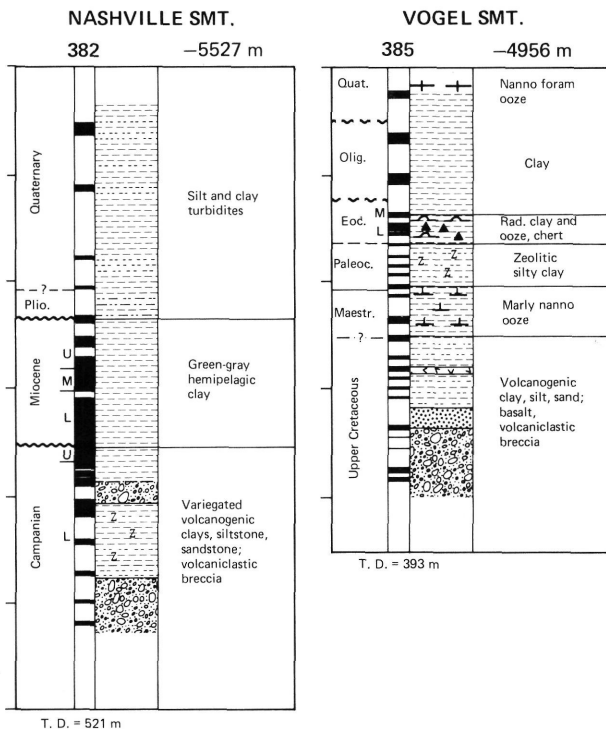 NASHVILLE SMT.
382 −5527 m
Quaternary
?
Plio.
Miocene
U
M
L
U
Campanian
L
Silt and clay
turbidites
Green-gray
hemipelagic
clay
Z
Z
Z
Variegated
volcanogenic
clays, siltstone,
sandstone;
volcaniclastic
breccia
T. D. = 521 m
VOGEL SMT.
385 −4956 m
Quat.
Olig.
Eoc.
M
L
Paleoc.
Maestr.
?
Upper Cretaceous
Nanno foram
ooze
Clay
Rad. clay and
ooze, chert
Z
Z
Z
Zeolitic
silty clay
Marly nanno
ooze
Volcanogenic
clay, silt, sand;
basalt,
volcaniclastic
breccia
T. D. = 393 m